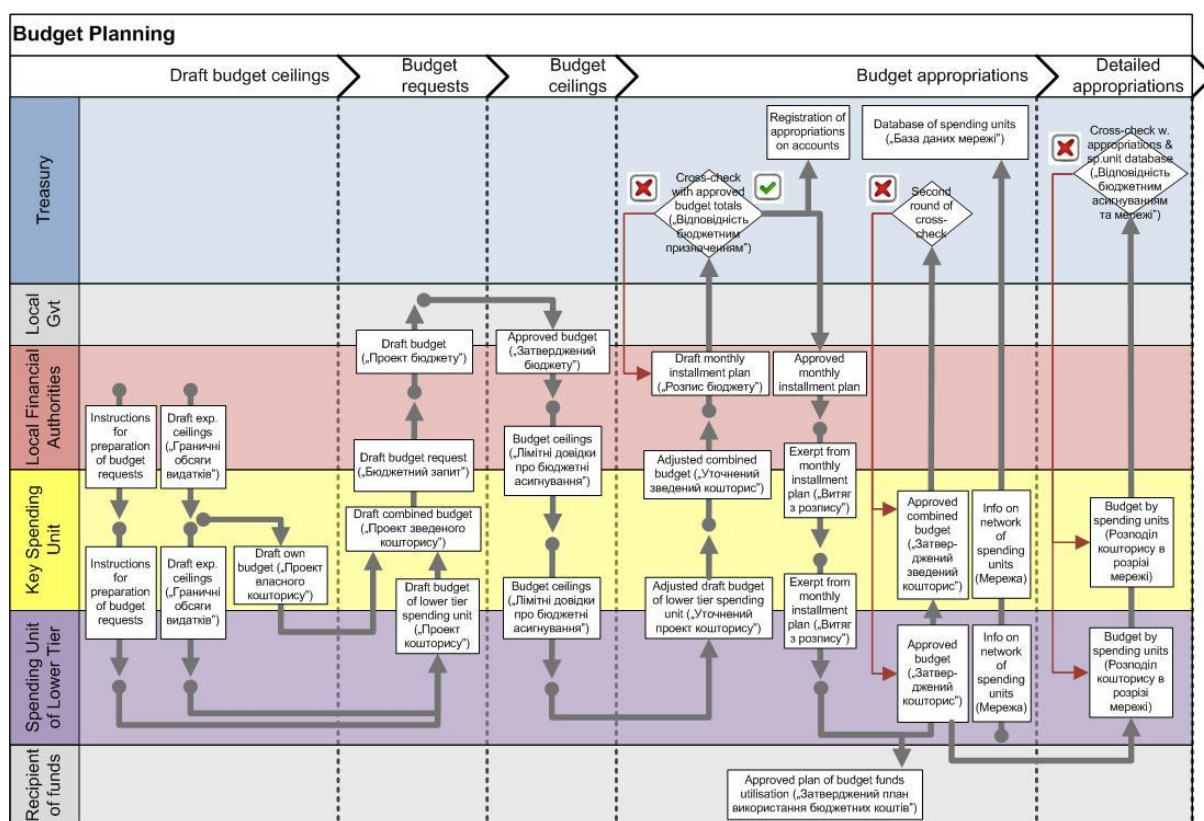 Budget Planning
Draft budget ceilings
Budget
requests
Budget
ceilings
Budget appropriations
Detailed
appropriations
Treasury
Registration of
appropriations
on accounts
Database of spending units
(„База даних мережі”)
Cross-check w.
appropriations &
sp.unit database
(„Відповідність
бюджетним
асигнуванням
та мережі”)
Cross-check
with approved
budget totals
(„Відповідність
бюджетним
призначенням”)
Second
round of
cross-
check
Local
Gvt
Draft budget
(„Проект бюджету”)
Approved budget
(„Затверджений
бюджету”)
Local Financial
Authorities
Draft monthly
installment plan
(„Розпис бюджету”)
Approved
monthly
installment plan
Instructions
for
preparation
of budget
requests
Draft exp.
ceilings
(„Граничні
обсяги
видатків)
Draft budget request
(„Бюджетний запит”)
Budget ceilings
(„Лімітні довідки
про бюджетні
асигнування”)
Adjusted combined
budget („Уточнений
зведений кошторис”)
Exerpt from
monthly
installment
plan („Витяг
з розпису”)
Key Spending
Unit
Instructions
for
preparation
of budget
requests
Draft exp.
ceilings
(„Граничні
обсяги
видатків)
Draft own
budget („Проект
власного
кошторису”)
Draft combined budget
(„Проект зведеного
кошторису”)
Draft budget
of lower tier
spending unit
(„Проект
кошторису”)
Budget ceilings
(„Лімітні довідки
про бюджетні
асигнування”)
Adjusted draft budget
of lower tier spending
unit („Уточнений
проект кошторису”)
Exerpt from
monthly
installment
plan („Витяг
з розпису”)
Approved
combined
budget
(„Затвер-
джений
зведений
кошторис”)
Info on
network of
spending
units
(Мережа)
Budget by
spending units
(Розподіл
кошторису в
розрізі
мережі)
Spending Unit
of Lower Tier
Approved
budget
(„Затвер-
джений
кошторис”)
Info on
network
of
spending
units
(Мережа)
Budget by
spending units
(Розподіл
кошторису в
розрізі
мережі)
Recipient
of funds
Approved plan of budget funds
utilisation („Затверджений план
використання бюджетних коштів”)